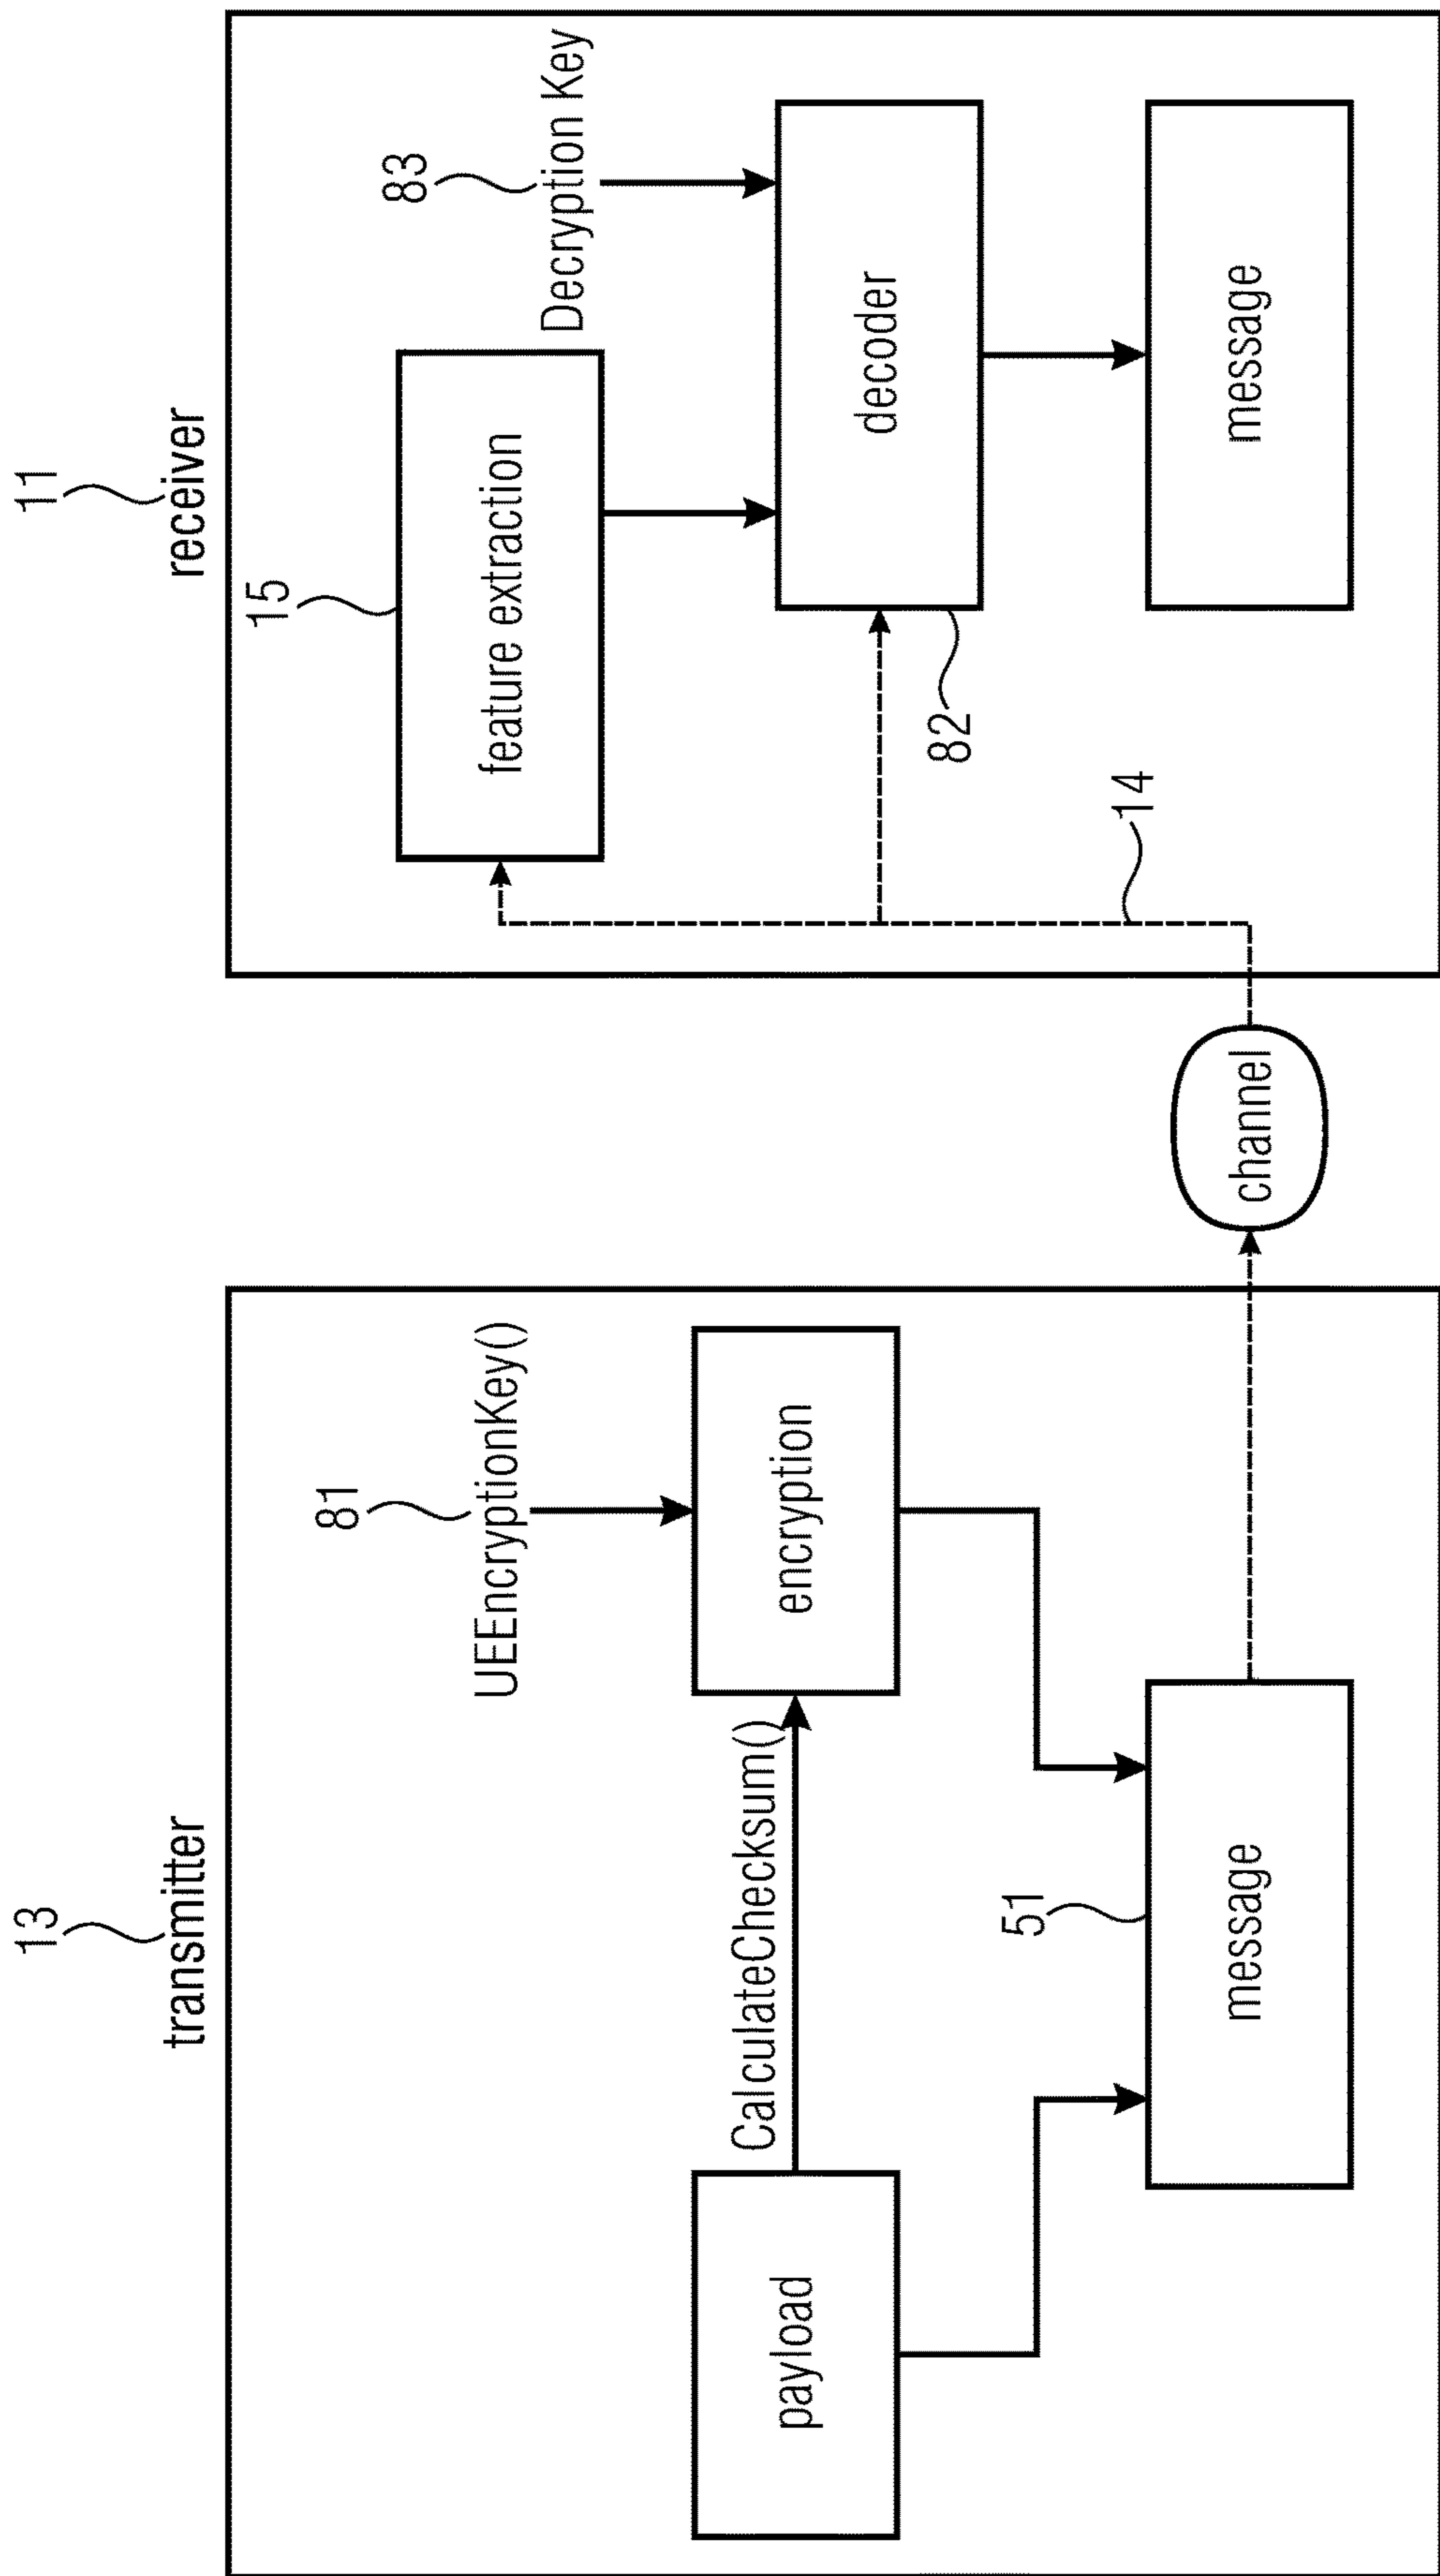 13
transmitter
81
UEEncryptionKey()
payload
CalculateChecksum()
encryption
51
message
channel
11
receiver
15
feature extraction
83
Decryption Key
decoder
82
14
message